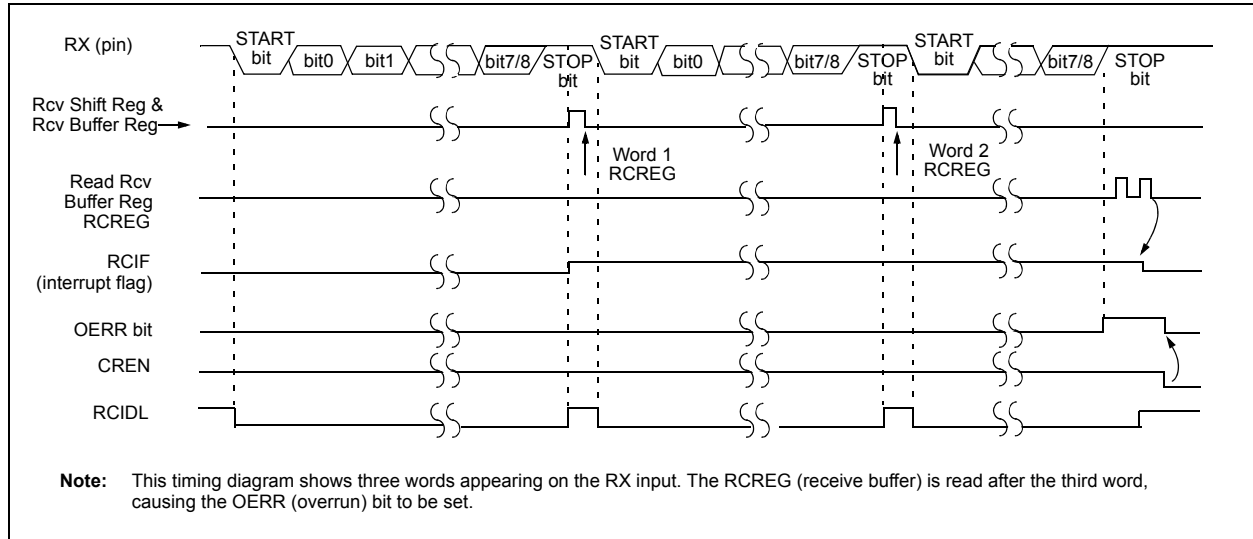 RX (pin)
START
bit
bit0
bit1
bit7/8
STOP
bit
START
bit
bit0
bit7/8
STOP
bit
START
bit
bit7/8
STOP
bit
Rcv Shift Reg &
Rcv Buffer Reg
Word 1
RCREG
Word 2
RCREG
Read Rcv
Buffer Reg
RCREG
RCIF
(interrupt flag)
OERR bit
CREN
RCIDL
Note: This timing diagram shows three words appearing on the RX input. The RCREG (receive buffer) is read after the third word,
causing the OERR (overrun) bit to be set.